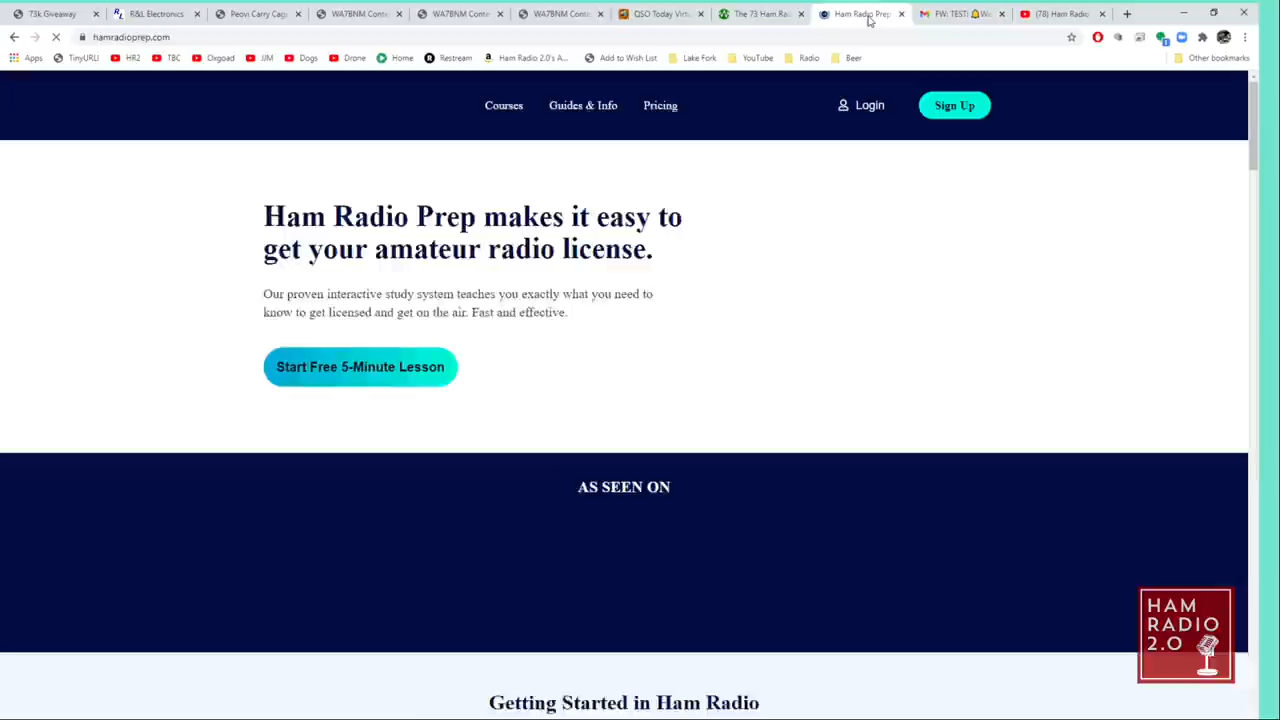 73k Giveaway
R&L Electronics
Peovi Carry Cage
WA7BNM Conte
WA7BNM Conte
WA7BNM Conte
QSO Today Virtu
The 73 Ham Ra
Ham Radio Prep
FW: TEST: 🔔We
(78) Ham Radio
hamradioprep.com
Apps
TinyURL!
HR2
TBC
Oxgoad
JJM
Dogs
Drone
Home
Restream
Ham Radio 2.0's A...
Add to Wish List
Lake Fork
YouTube
Radio
Beer
Other bookmarks
Courses
Guides & Info
Pricing
Login
Sign Up
Ham Radio Prep makes it easy to
get your amateur radio license.
Our proven interactive study system teaches you exactly what you need to
know to get licensed and get on the air. Fast and effective.
Start Free 5-Minute Lesson
AS SEEN ON
HAM
RADIO
2.0
Getting Started in Ham Radio